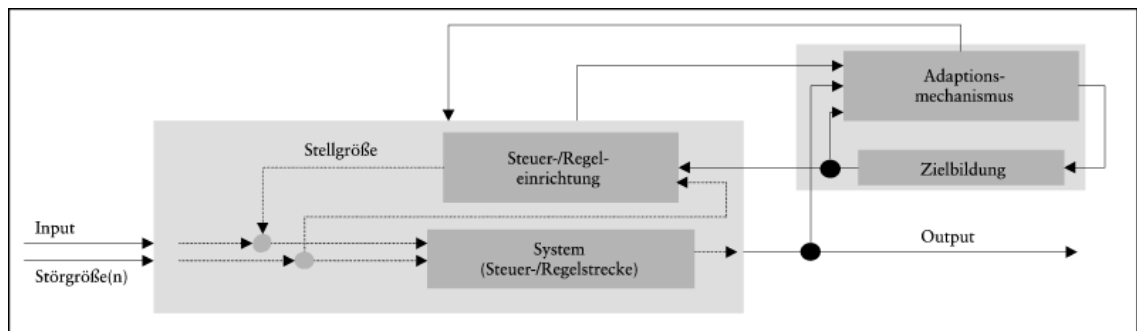 Adaptions-
mechanismus
Stellgröße
Steuer-/Regel-
einrichtung
Zielbildung
Input
Störgröße(n)
System
(Steuer-/Regelstrecke)
Output